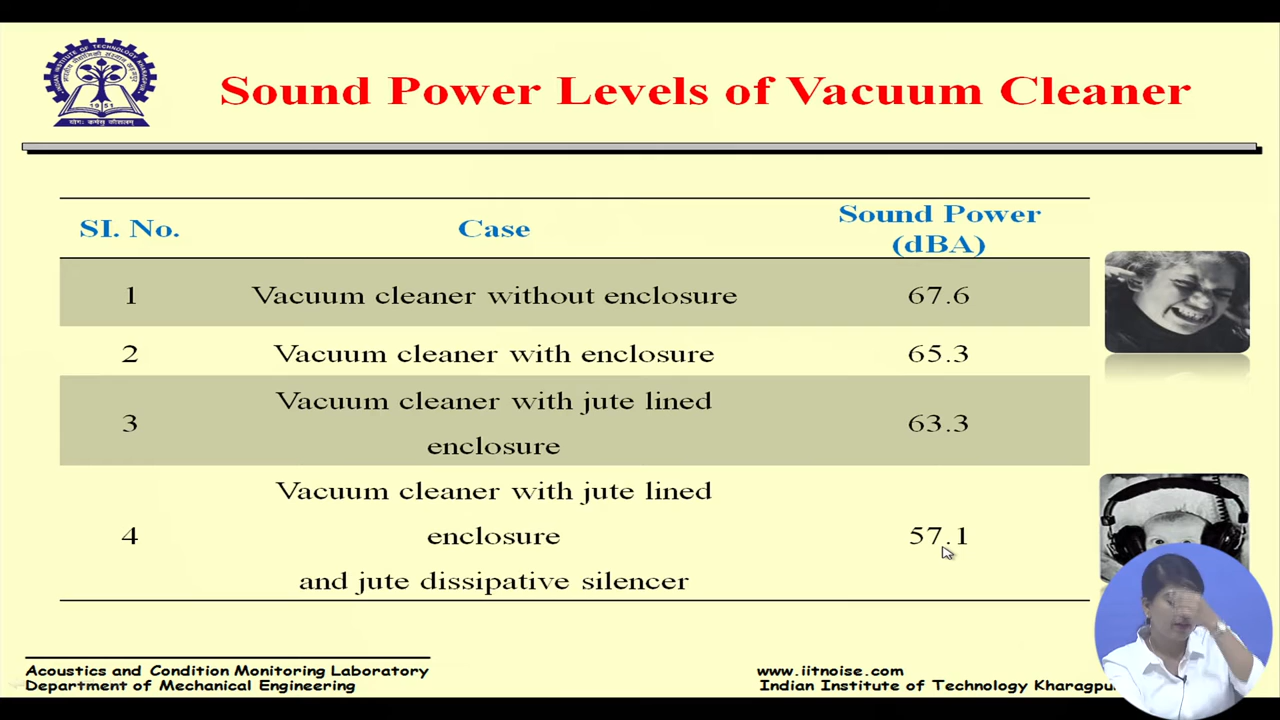 Sound Power Levels of Vacuum Cleaner
SI. No.
Case
Sound Power
(dBA)
1
Vacuum cleaner without enclosure
67.6
2
Vacuum cleaner with enclosure
65.3
3
Vacuum cleaner with jute lined
enclosure
63.3
4
Vacuum cleaner with jute lined
enclosure
and jute dissipative silencer
57.1
Acoustics and Condition Monitoring Laboratory
Department of Mechanical Engineering
www.iitnoise.com
Indian Institute of Technology
1951